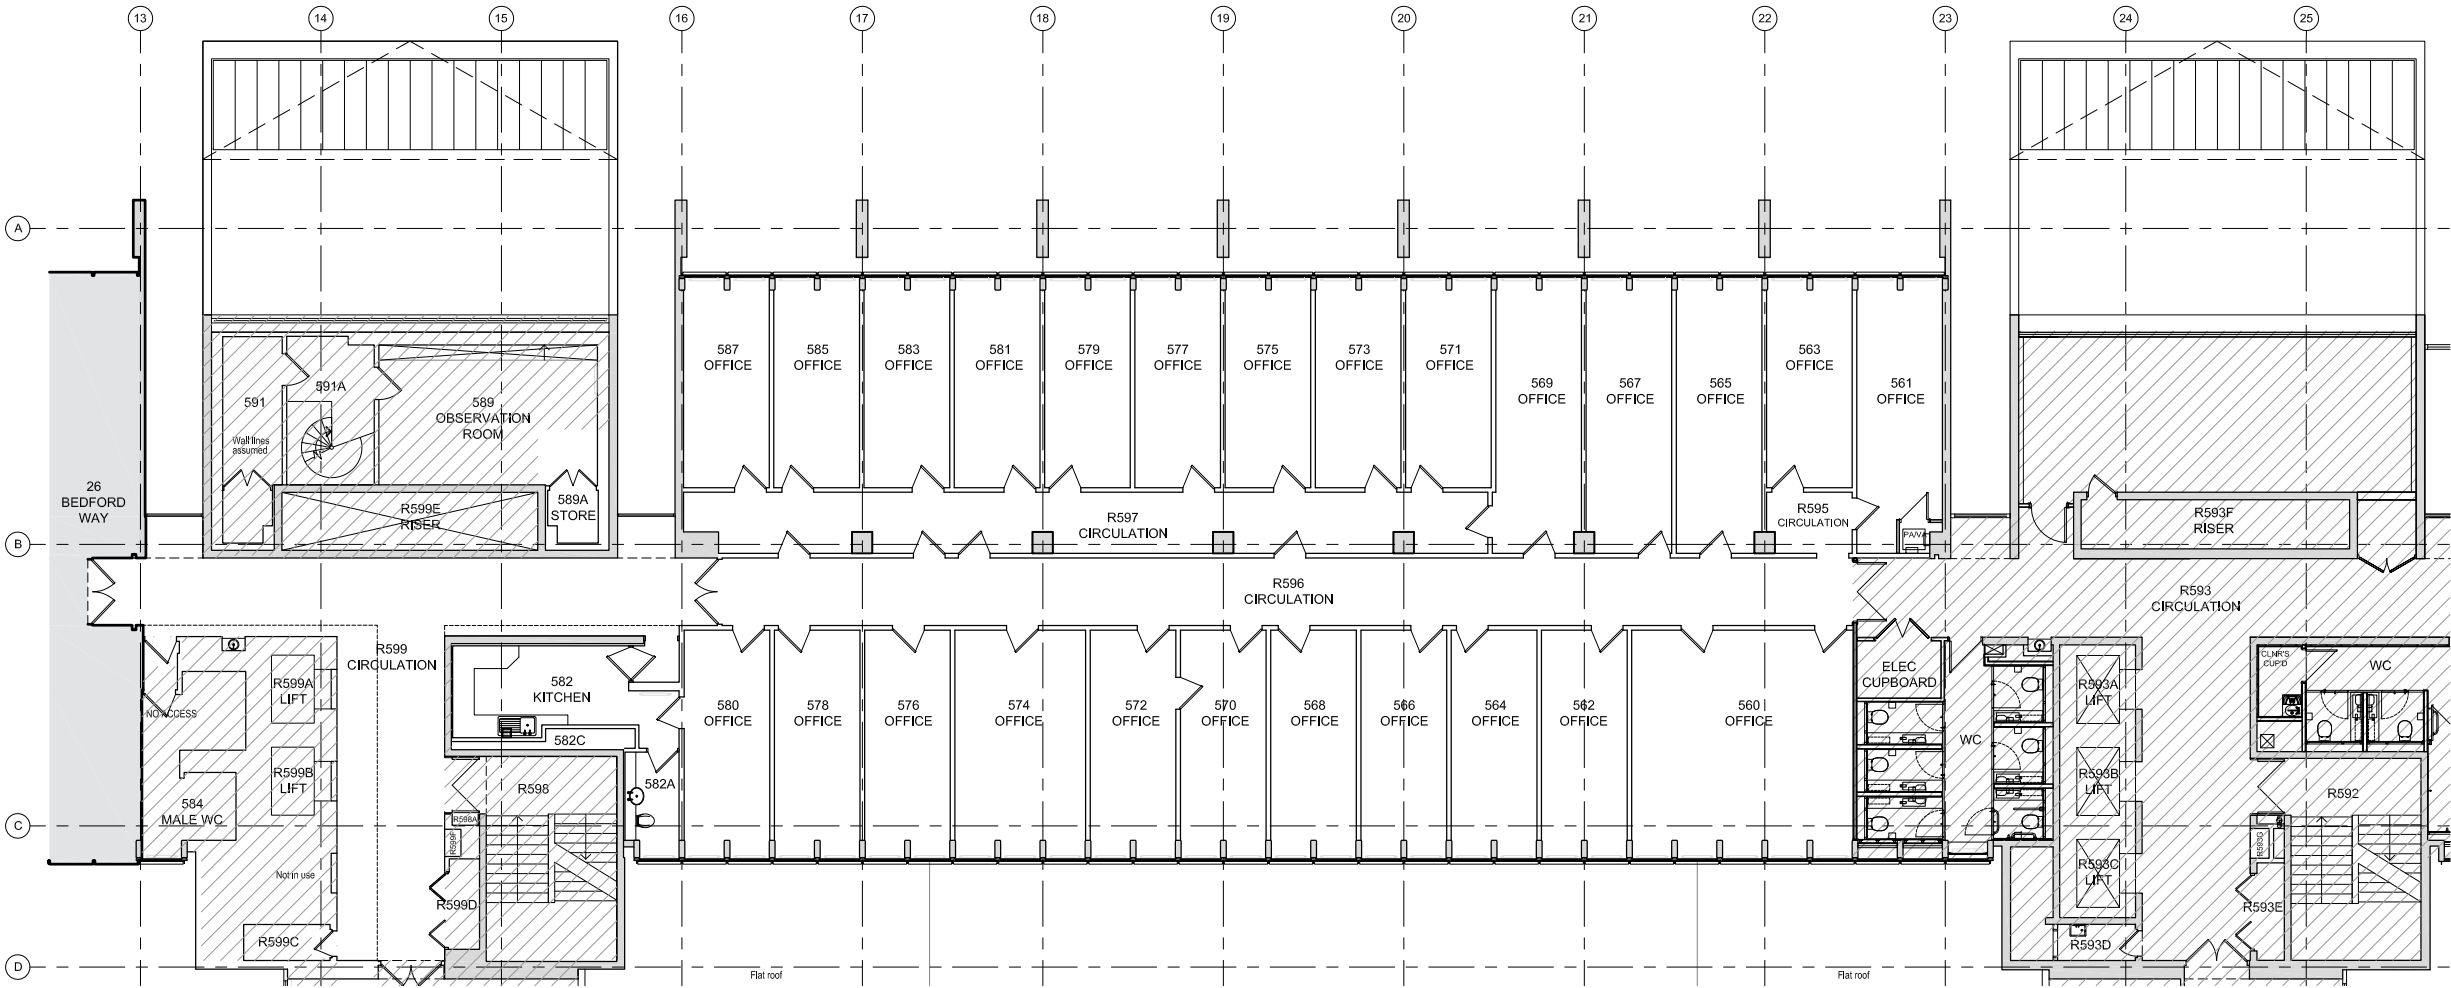 13
14
15
16
17
18
19
20
21
22
23
24
25
A
587
OFFICE
585
OFFICE
583
OFFICE
581
OFFICE
579
OFFICE
577
OFFICE
575
OFFICE
573
OFFICE
571
OFFICE
569
OFFICE
567
OFFICE
565
OFFICE
563
OFFICE
561
OFFICE
591A
591
Wall lines
assumed
589
OBSERVATION
ROOM
26
BEDFORD
WAY
R599E
RISER
589A
STORE
R597
CIRCULATION
R595
CIRCULATION
PA/VA
R593F
RISER
B
R596
CIRCULATION
R593
CIRCULATION
R599
CIRCULATION
R599A
LIFT
NO ACCESS
582
KITCHEN
582C
580
OFFICE
578
OFFICE
576
OFFICE
574
OFFICE
572
OFFICE
570
OFFICE
568
OFFICE
566
OFFICE
564
OFFICE
562
OFFICE
560
OFFICE
ELEC
CUPBOARD
WC
R593A
LIFT
CLNR'S
CUP'D
WC
R599B
LIFT
584
MALE WC
R598
582A
R593B
LIFT
R592
C
R598A
R599F
R593C
LIFT
R593G
Not in use
R599D
R599C
R593E
R593D
D
Flat roof
Flat roof